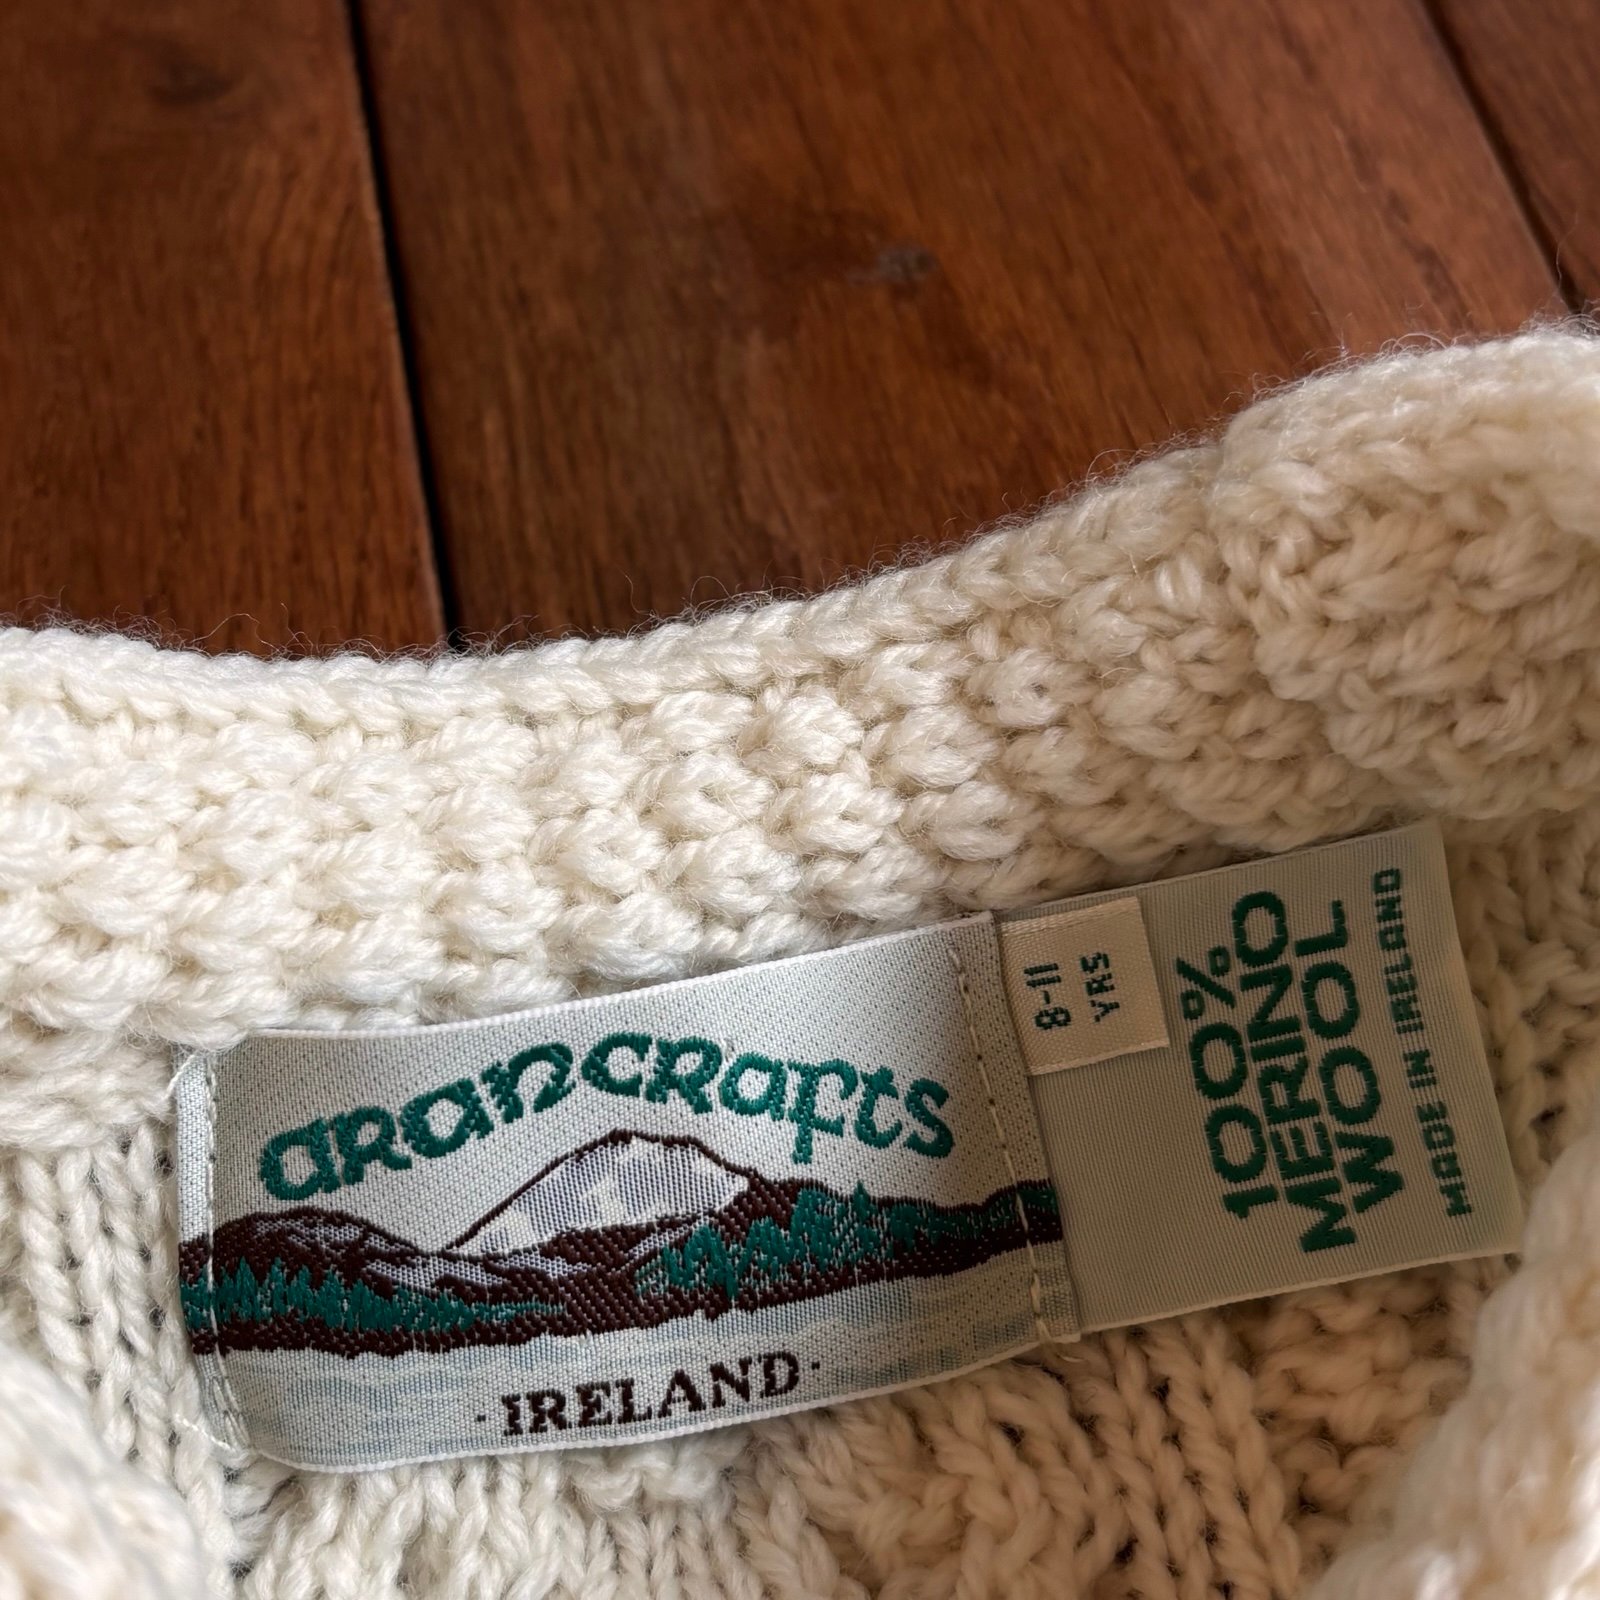 aranCRafts
·IRELAND·
8-11
YRS
100%
MERINO
WOOL
MADE IN IRELAND